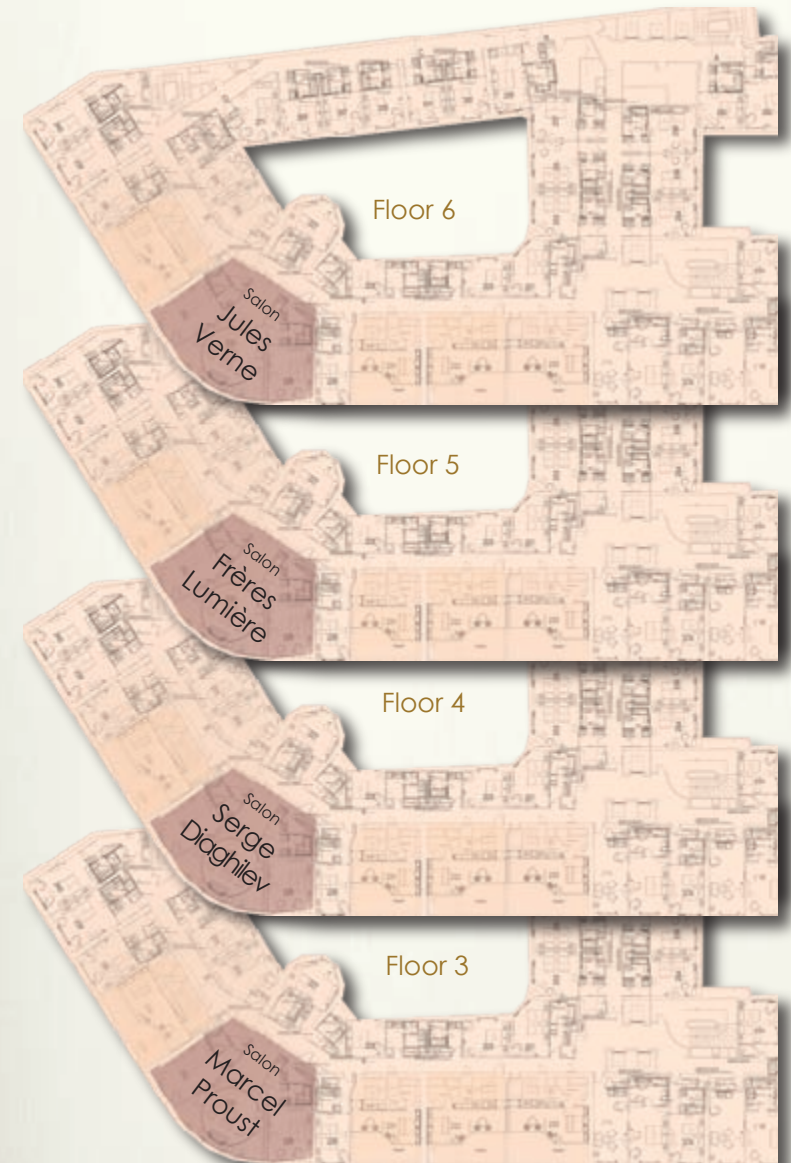 Floor 6
Salon
Jules
Verne
Floor 5
Salon
Frères
Lumière
Floor 4
Salon
Serge
Diaghilev
Floor 3
Salon
Marcel
Proust